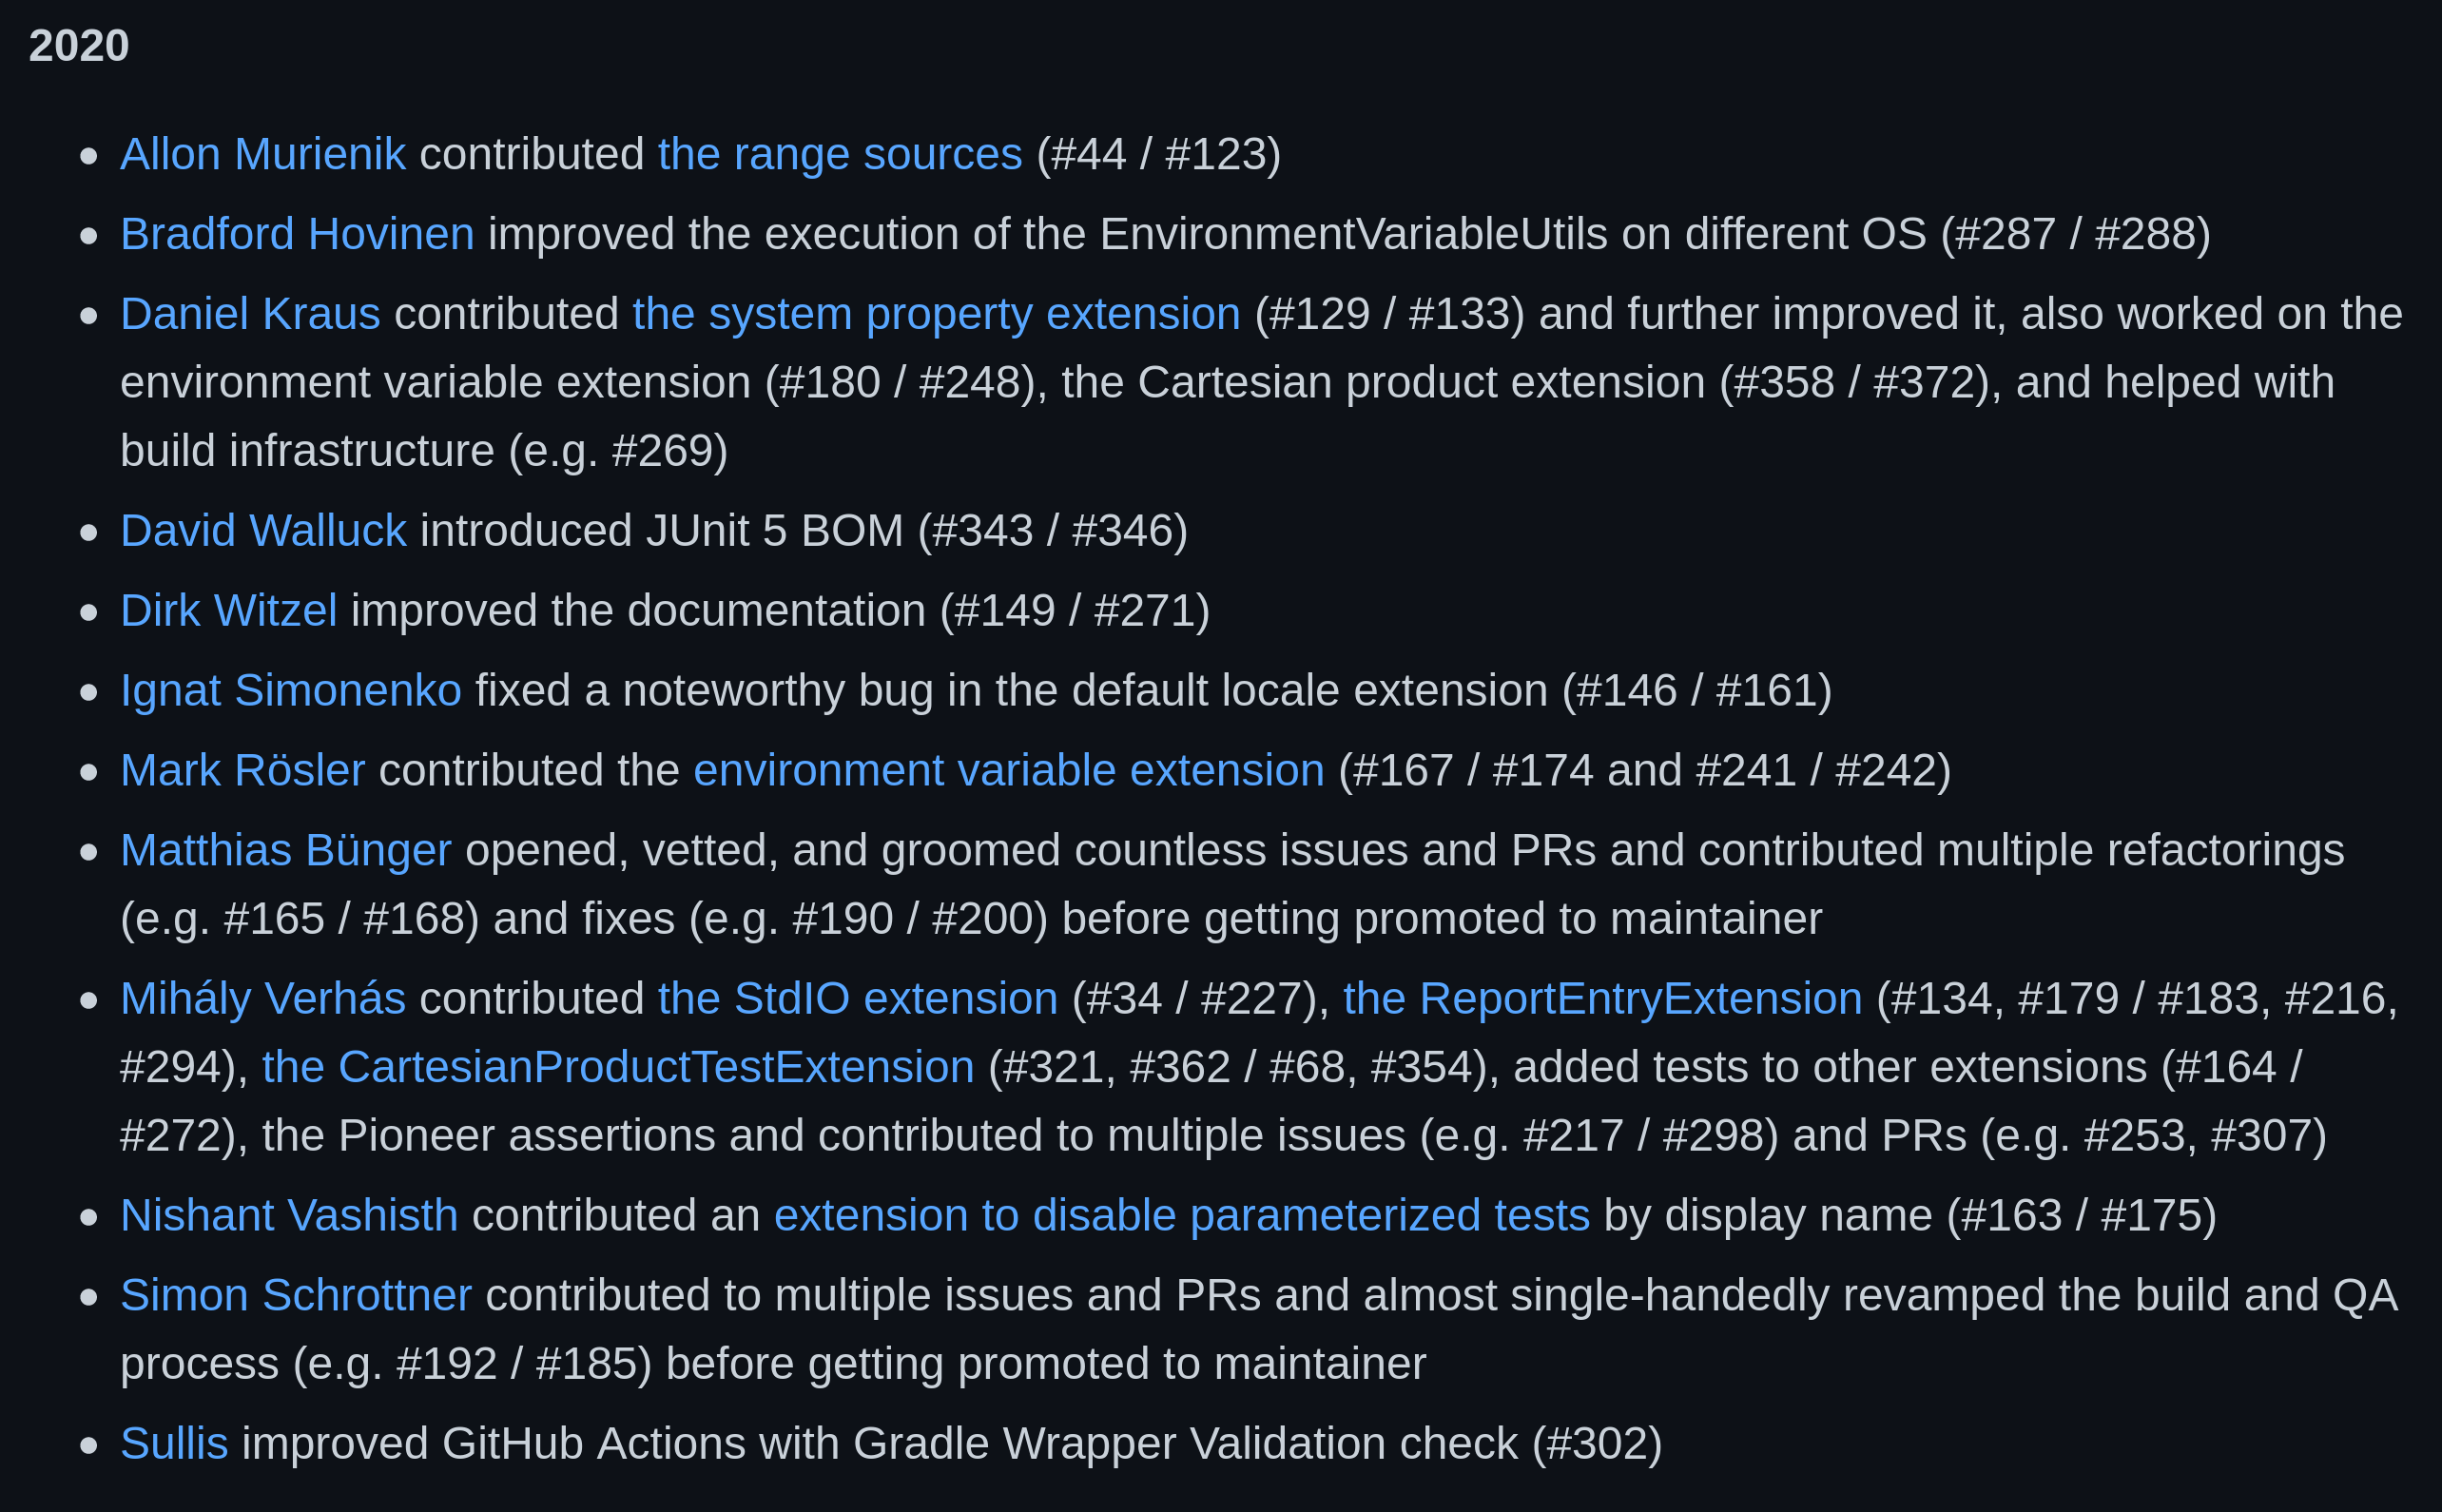 2020
Allon Murienik contributed the range sources (#44 / #123)
Bradford Hovinen improved the execution of the EnvironmentVariableUtils on different OS (#287 / #288)
Daniel Kraus contributed the system property extension (#129 / #133) and further improved it, also worked on the
environment variable extension (#180 / #248), the Cartesian product extension (#358 / #372), and helped with
build infrastructure (e.g. #269)
David Walluck introduced JUnit 5 BOM (#343 / #346)
Dirk Witzel improved the documentation (#149 / #271)
Ignat Simonenko fixed a noteworthy bug in the default locale extension (#146 / #161)
Mark Rösler contributed the environment variable extension (#167 / #174 and #241 / #242)
Matthias Bünger opened, vetted, and groomed countless issues and PRs and contributed multiple refactorings
(e.g. #165 / #168) and fixes (e.g. #190 / #200) before getting promoted to maintainer
Mihály Verhás contributed the StdIO extension (#34 / #227), the ReportEntryExtension (#134, #179 / #183, #216,
#294), the CartesianProductTestExtension (#321, #362 / #68, #354), added tests to other extensions (#164 /
#272), the Pioneer assertions and contributed to multiple issues (e.g. #217 / #298) and PRs (e.g. #253, #307)
Nishant Vashisth contributed an extension to disable parameterized tests by display name (#163 / #175)
Simon Schrottner contributed to multiple issues and PRs and almost single-handedly revamped the build and QA
process (e.g. #192 / #185) before getting promoted to maintainer
Sullis improved GitHub Actions with Gradle Wrapper Validation check (#302)